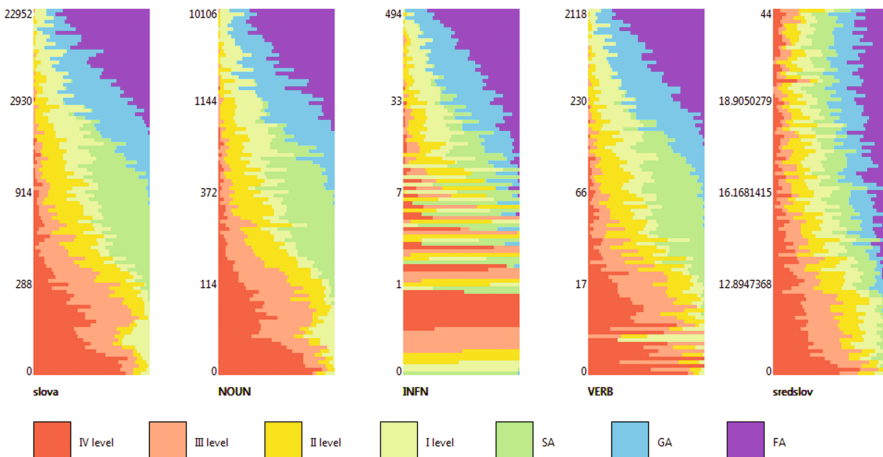 22952 10106 494 2118 44
2930 1144 33 230 18.9050279
914 372 7 66 16.1681415
288 114 1 17 12.8947368
0 0 0 0 0
slova NOUN INFN VERB sredslov
IV level III level II level I level SA GA FA